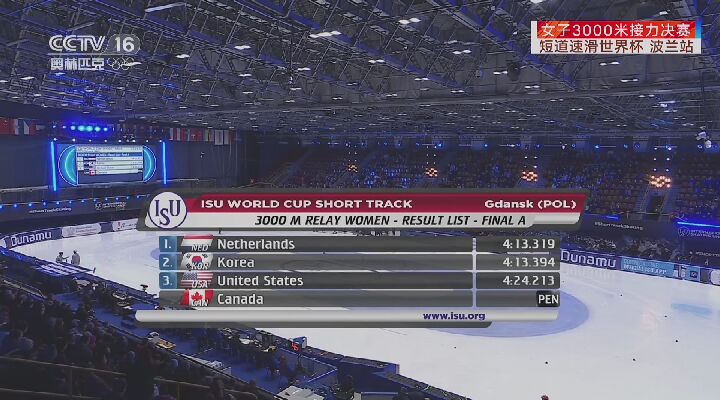 CCTV 16
奥林匹克
女子3000米接力决赛
短道速滑世界杯 波兰站
ISU
ISU WORLD CUP SHORT TRACK Gdansk (POL)
3000 M RELAY WOMEN - RESULT LIST - FINAL A
1. NED Netherlands 4:13.319
2. KOR Korea 4:13.394
3. USA United States 4:24.213
CAN Canada PEN
www.isu.org
Dunamu
Dunamu